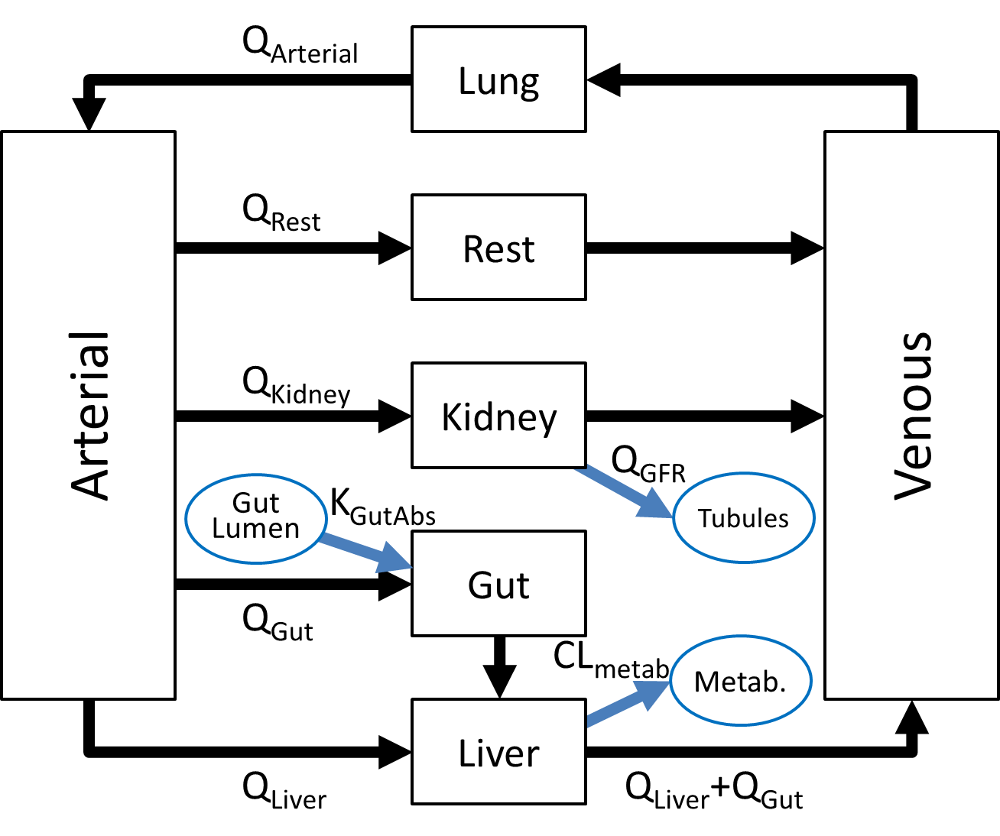 QArterial
Lung
QRest
Rest
Arterial
Venous
QKidney
Kidney
QGFR
Gut
Lumen
KGutAbs
Tubules
Gut
QGut
CLmetab
Metab.
Liver
QLiver
QLiver+QGut